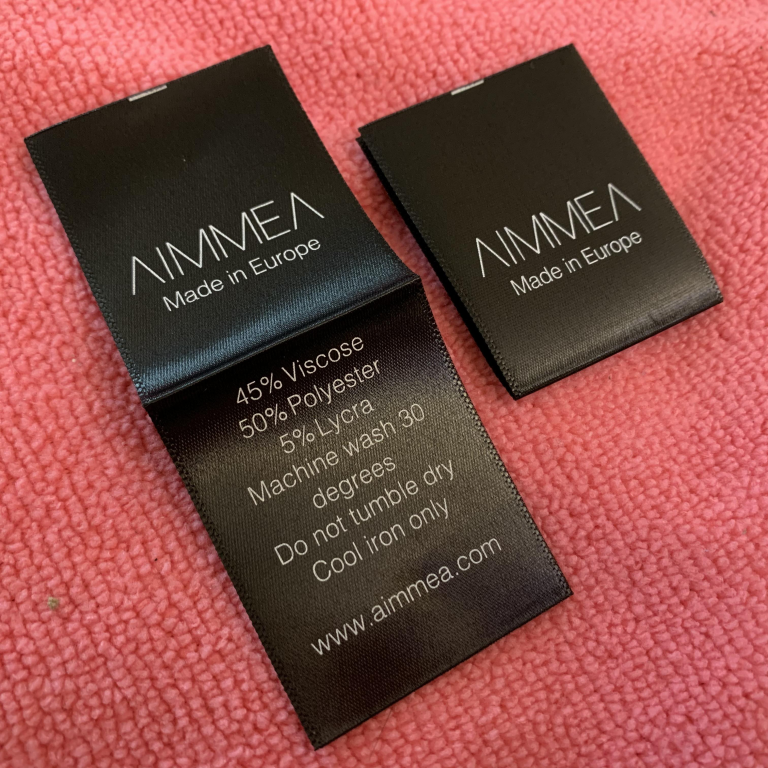 AIMMEA
Made in Europe
45% Viscose
50% Polyester
5% Lycra
Machine wash 30
degrees
Do not tumble dry
Cool iron only
www.aimmea.com
AIMMEA
Made in Europe